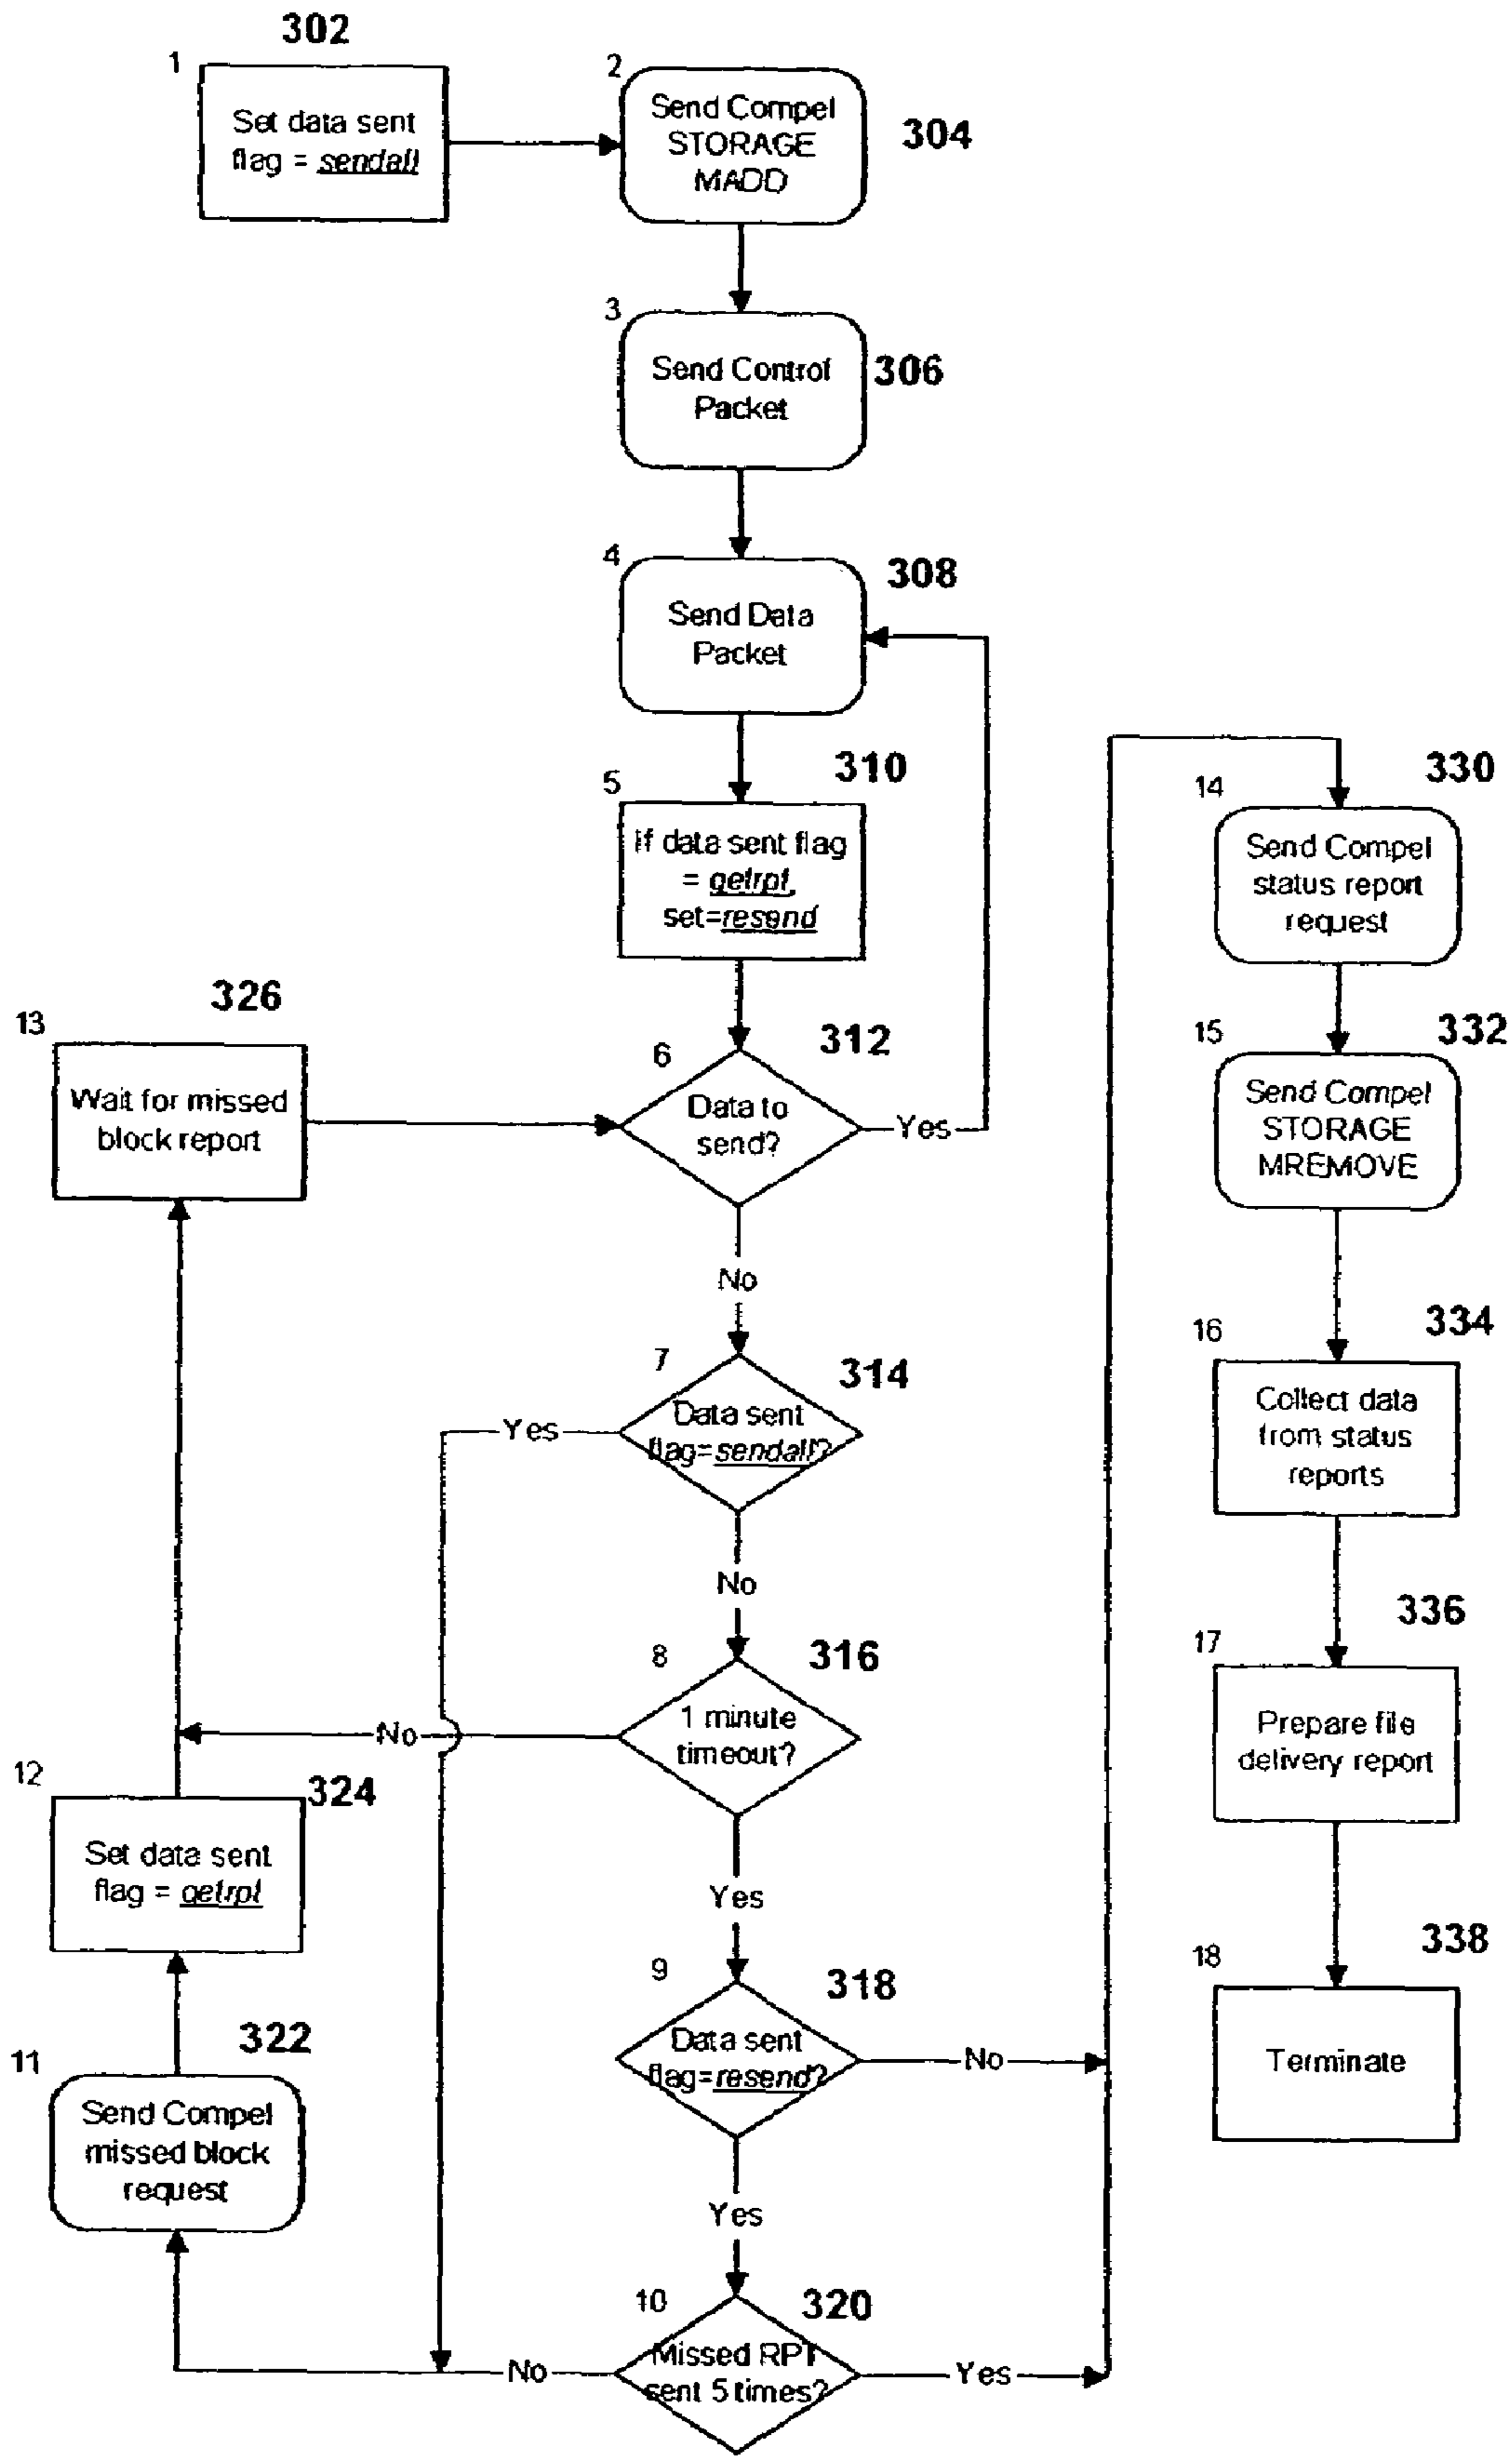 302
1
Set data sent
flag = sendall
2
Send Compel
STORAGE
MADD
304
3
Send Control
Packet
306
4
Send Data
Packet
308
5
310
If data sent flag
= getrpt,
set=resend
13
326
Wait for missed
block report
6
312
Data to
send?
Yes
No
7
314
Data sent
flag=sendall?
Yes
No
8
316
1 minute
timeout?
No
Yes
12
324
Set data sent
flag = getrpt
9
318
Data sent
flag=resend?
No
Yes
11
322
Send Compel
missed block
request
10
320
Missed RPT
sent 5 times?
No
Yes
14
330
Send Compel
status report
request
15
332
Send Compel
STORAGE
MREMOVE
16
334
Collect data
from status
reports
17
336
Prepare file
delivery report
18
338
Terminate